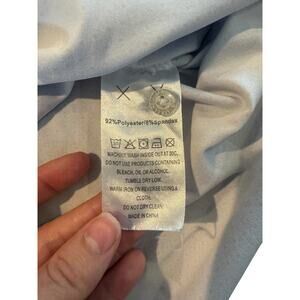 92%Polyester/8%Spandex
MACHINE WASH INSIDE OUT AT 30C,
DO NOT USE PRODUCTS CONTAINING
BLEACH, OIL, OR ALCOHOL.
TUMBLE DRY LOW.
WARM IRON ON REVERSE USING A
CLOTH.
DO NOT DRY CLEAN
MADE IN CHINA